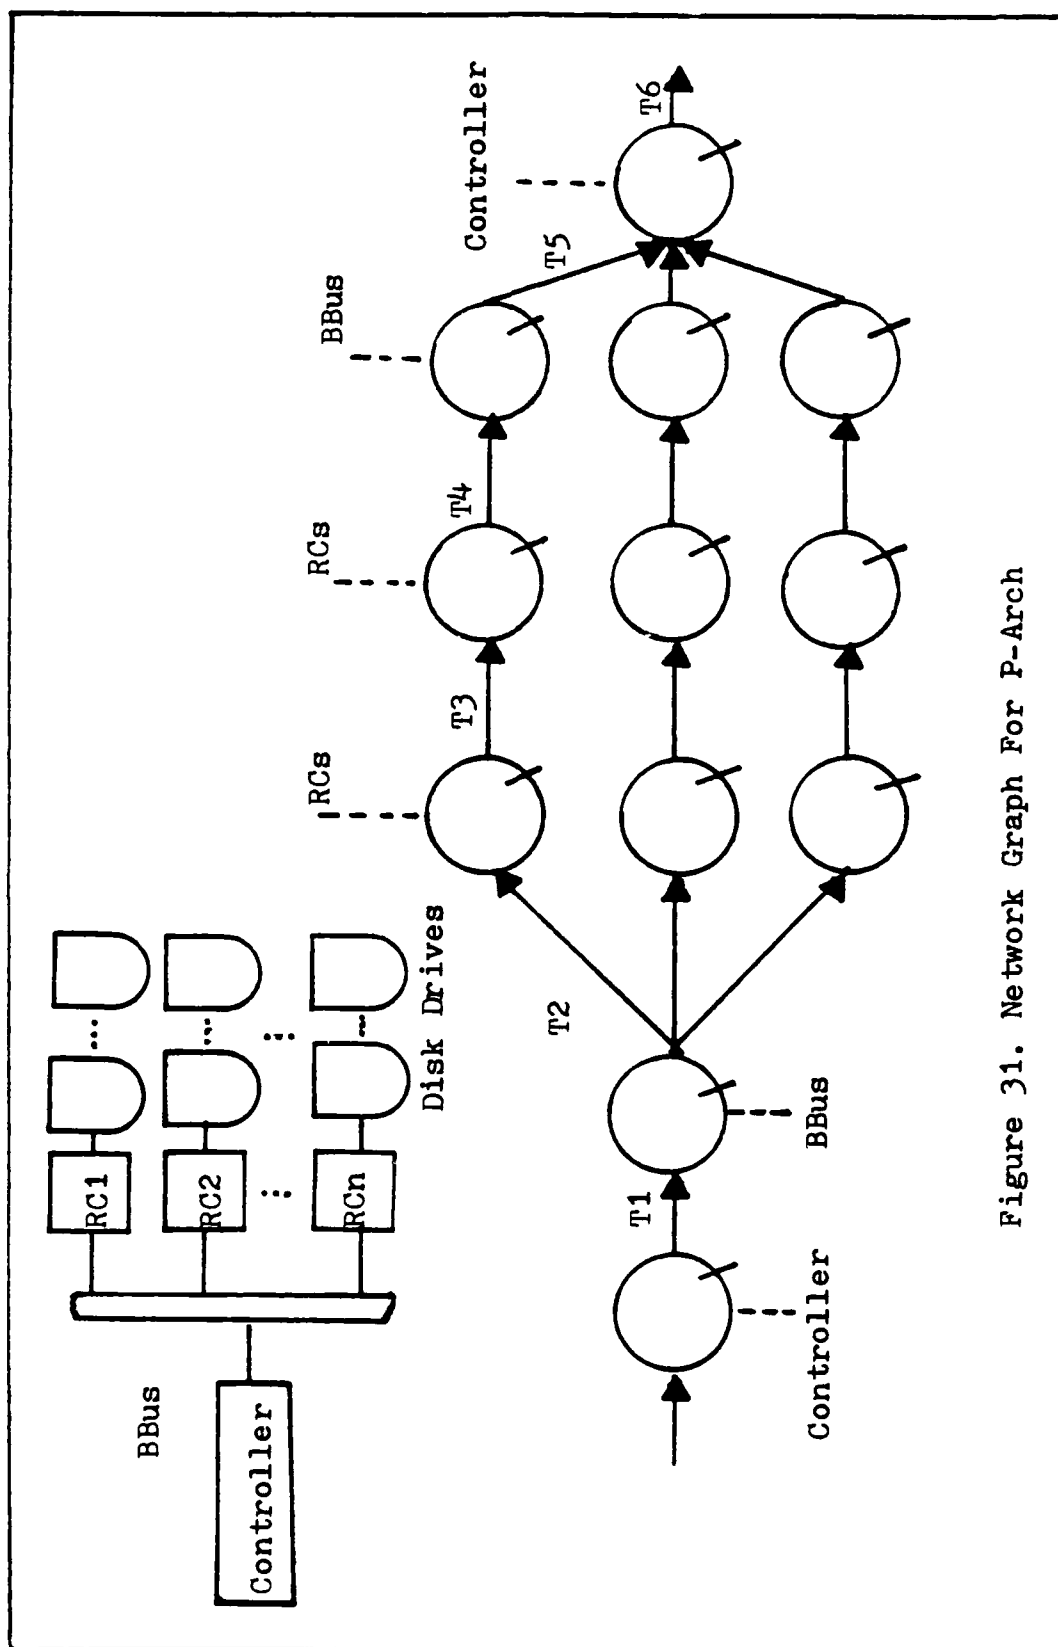 BBus
Controller
RC1
RC2
RCn
...
...
...
Disk Drives
RCs
RCs
BBus
Controller
T3
T4
T2
T5
T1
T6
Controller
BBus
Figure 31. Network Graph For P-Arch